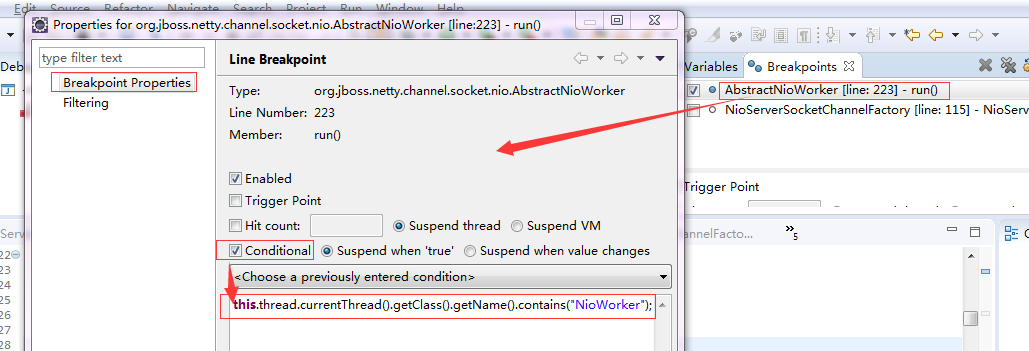 Edit Source Refactor Navigate Search Project Run Window Help
Properties for org.jboss.netty.channel.socket.nio.AbstractNioWorker [line:223] - run()
type filter text
Breakpoint Properties
Filtering
Line Breakpoint
Type: org.jboss.netty.channel.socket.nio.AbstractNioWorker
Line Number: 223
Member: run()
Enabled
Trigger Point
Hit count: Suspend thread Suspend VM
Conditional Suspend when 'true' Suspend when value changes
<Choose a previously entered condition>
this.thread.currentThread().getClass().getName().contains("NioWorker");
Deb
Variables Breakpoints
AbstractNioWorker [line: 223] - run()
NioServerSocketChannelFactory [line: 115] - NioServer
Trigger Point
Serv
annelFacto... »5
22
23
24
25
26
27
28